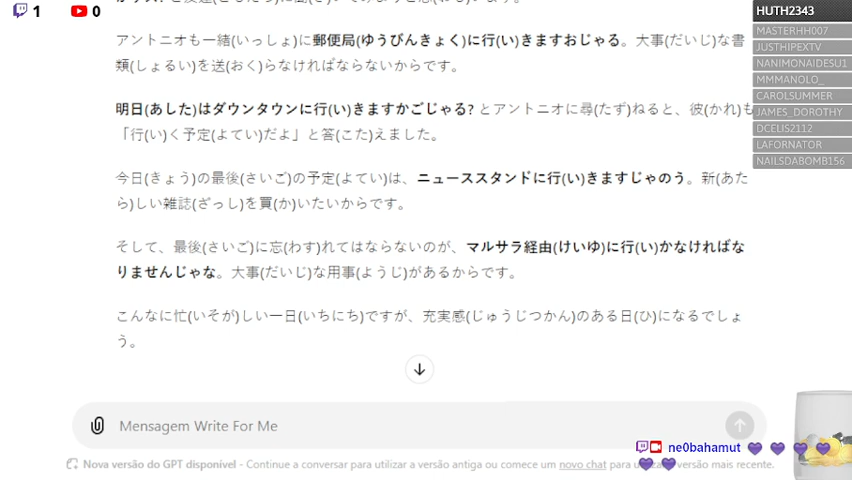 1
0
HUTH2343
MASTERHH007
JUSTHIPEXTV
NANIMONAIDESU1
MMMANOLO_
CAROLSUMMER
JAMES_DOROTHY
DCELIS2112
LAFORNATOR
NAILSDABOMB156
アントニオも一緒(いっしょ)に郵便局(ゆうびんきょく)に行(い)きますおじゃる。大事(だいじ)な書
類(しょるい)を送(おく)らなければならないからです。
明日(あした)はダウンタウンに行(い)きますかごじゃる? とアントニオに尋(たず)ねると、彼(かれ)も
「行(い)く予定(よてい)だよ」と答(こた)えました。
今日(きょう)の最後(さいご)の予定(よてい)は、ニューススタンドに行(い)きますじゃのう。新(あた
ら)しい雑誌(ざっし)を買(か)いたいからです。
そして、最後(さいご)に忘(わす)れてはならないのが、マルサラ経由(けいゆ)に行(い)かなければな
りませんじゃな。大事(だいじ)な用事(ようじ)があるからです。
こんなに忙(いそが)しい一日(いちにち)ですが、充実感(じゅうじつかん)のある日(ひ)になるでしょ
う。
Mensagem Write For Me
ne0bahamut
Nova versão do GPT disponível - Continue a conversar para utilizar a versão antiga ou comece um novo chat para utilizar a versão mais recente.